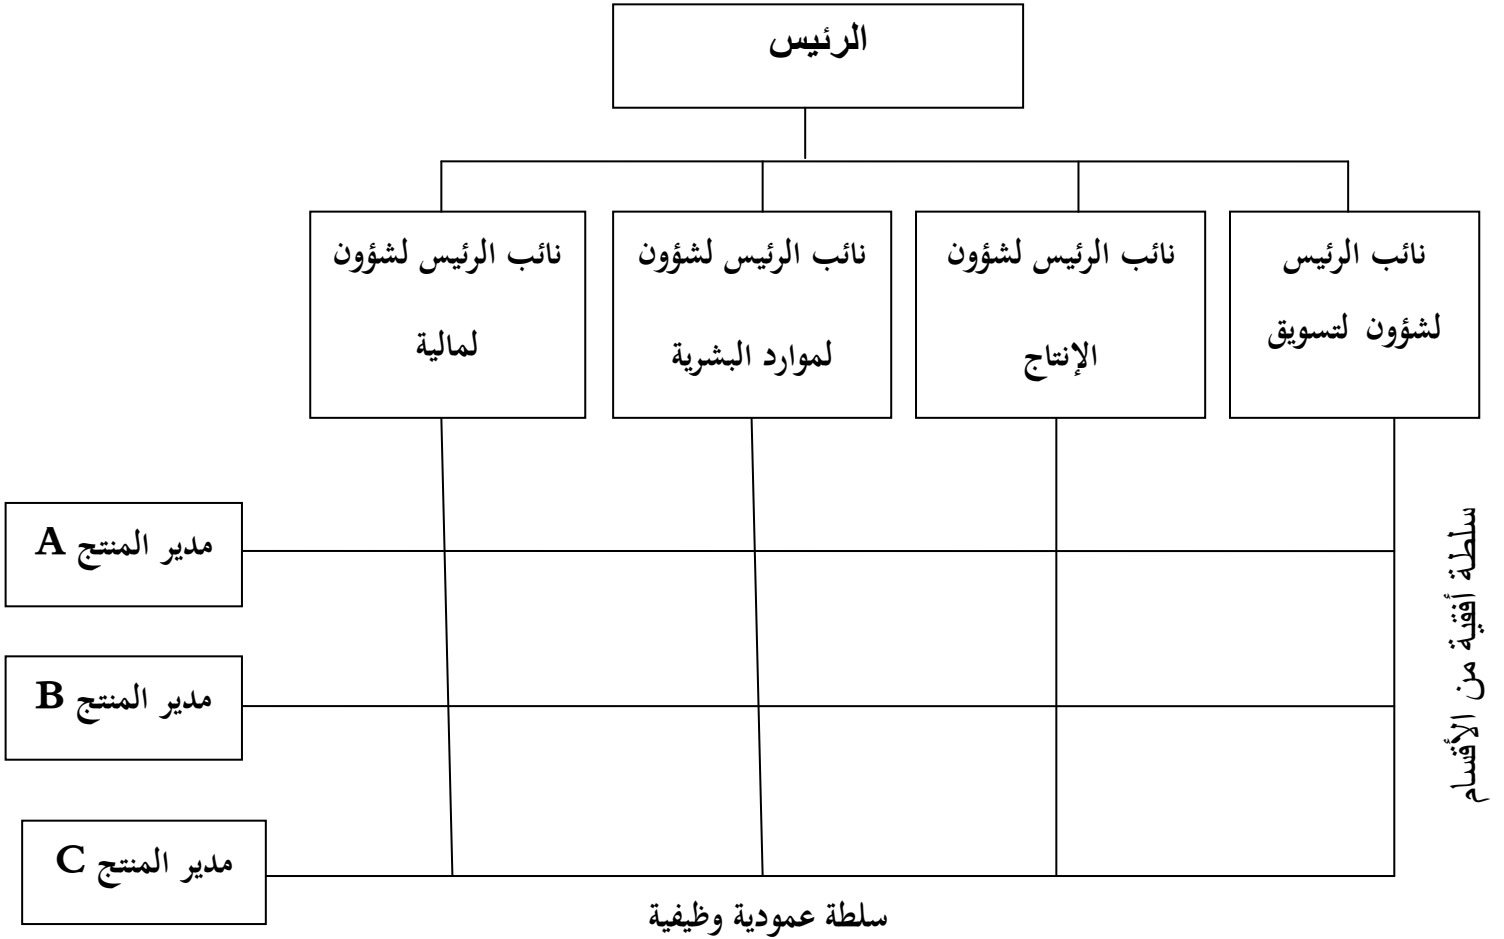 الرئيس
نائب الرئيس
لشؤون لتسويق
نائب الرئيس لشؤون
الإنتاج
نائب الرئيس لشؤون
لموارد البشرية
نائب الرئيس لشؤون
لمالية
مدير المنتج A
مدير المنتج B
مدير المنتج C
سلطة أفقية من الأقسام
سلطة عمودية وظيفية